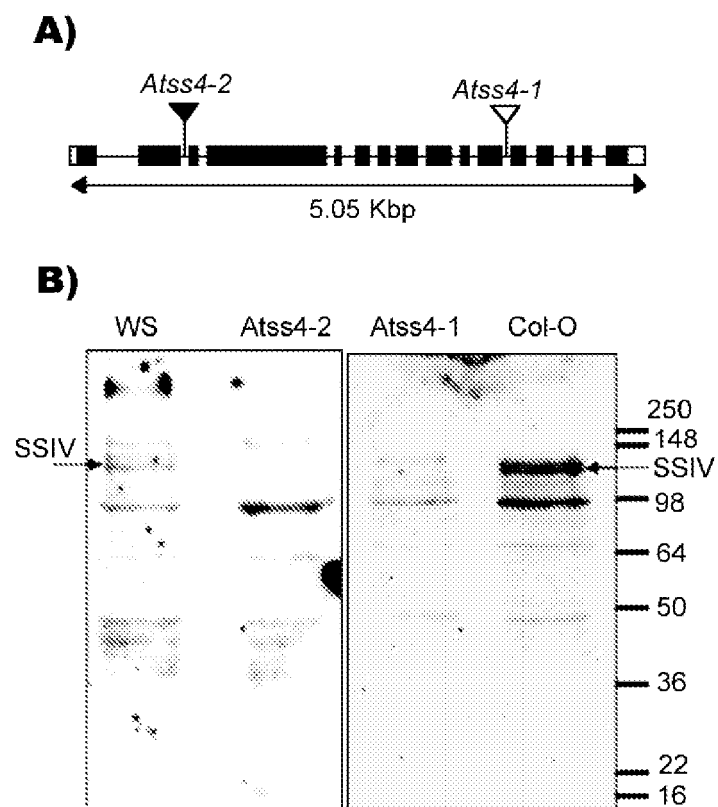 A)
Atss4-2
Atss4-1
5.05 Kbp
B)
WS Atss4-2 Atss4-1 Col-O
250
148
SSIV
SSIV
98
64
50
36
22
16